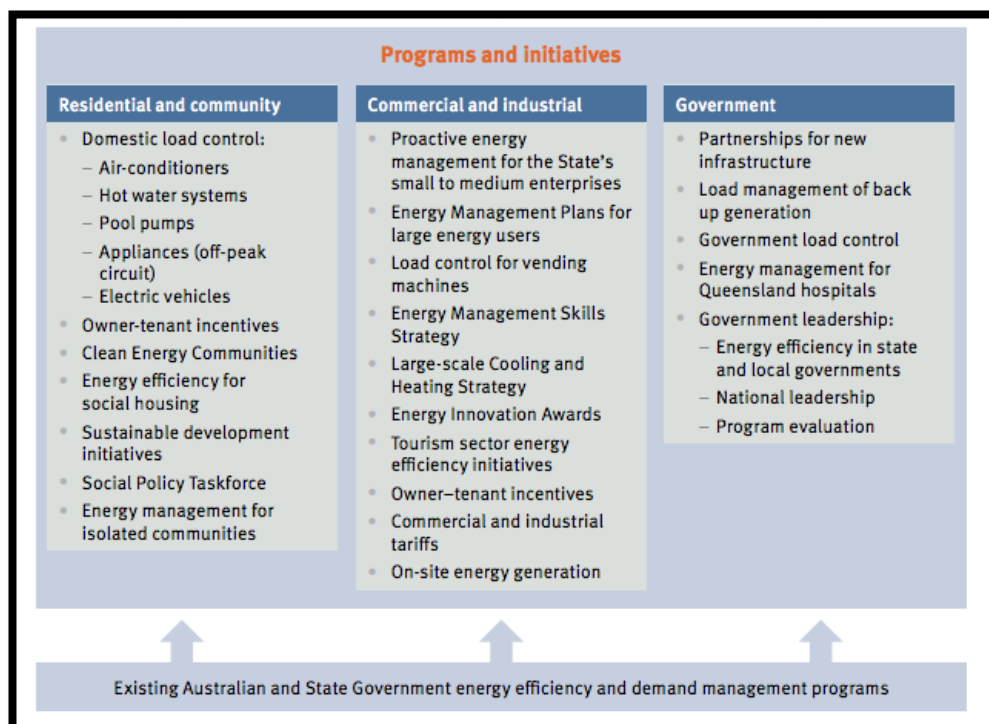 Programs and initiatives
Residential and community
• Domestic load control:
– Air-conditioners
– Hot water systems
– Pool pumps
– Appliances (off-peak
circuit)
– Electric vehicles
• Owner-tenant incentives
• Clean Energy Communities
• Energy efficiency for
social housing
• Sustainable development
initiatives
• Social Policy Taskforce
• Energy management for
isolated communities
Commercial and industrial
• Proactive energy
management for the State's
small to medium enterprises
• Energy Management Plans for
large energy users
• Load control for vending
machines
• Energy Management Skills
Strategy
• Large-scale Cooling and
Heating Strategy
• Energy Innovation Awards
• Tourism sector energy
efficiency initiatives
• Owner–tenant incentives
• Commercial and industrial
tariffs
• On-site energy generation
Government
• Partnerships for new
infrastructure
• Load management of back
up generation
• Government load control
• Energy management for
Queensland hospitals
• Government leadership:
– Energy efficiency in state
and local governments
– National leadership
– Program evaluation
Existing Australian and State Government energy efficiency and demand management programs